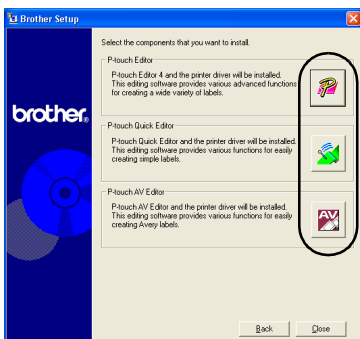 Brother Setup
Select the components that you want to install.
P-touch Editor
P-touch Editor 4 and the printer driver will be installed.
This editing software provides various advanced functions
for creating a wide variety of labels.
brother.
P-touch Quick Editor
P-touch Quick Editor and the printer driver will be installed.
This editing software provides various functions for easily
creating simple labels.
P-touch AV Editor
P-touch AV Editor and the printer driver will be installed.
This editing software provides various functions for easily
creating Avery labels.
AV
Back
Close